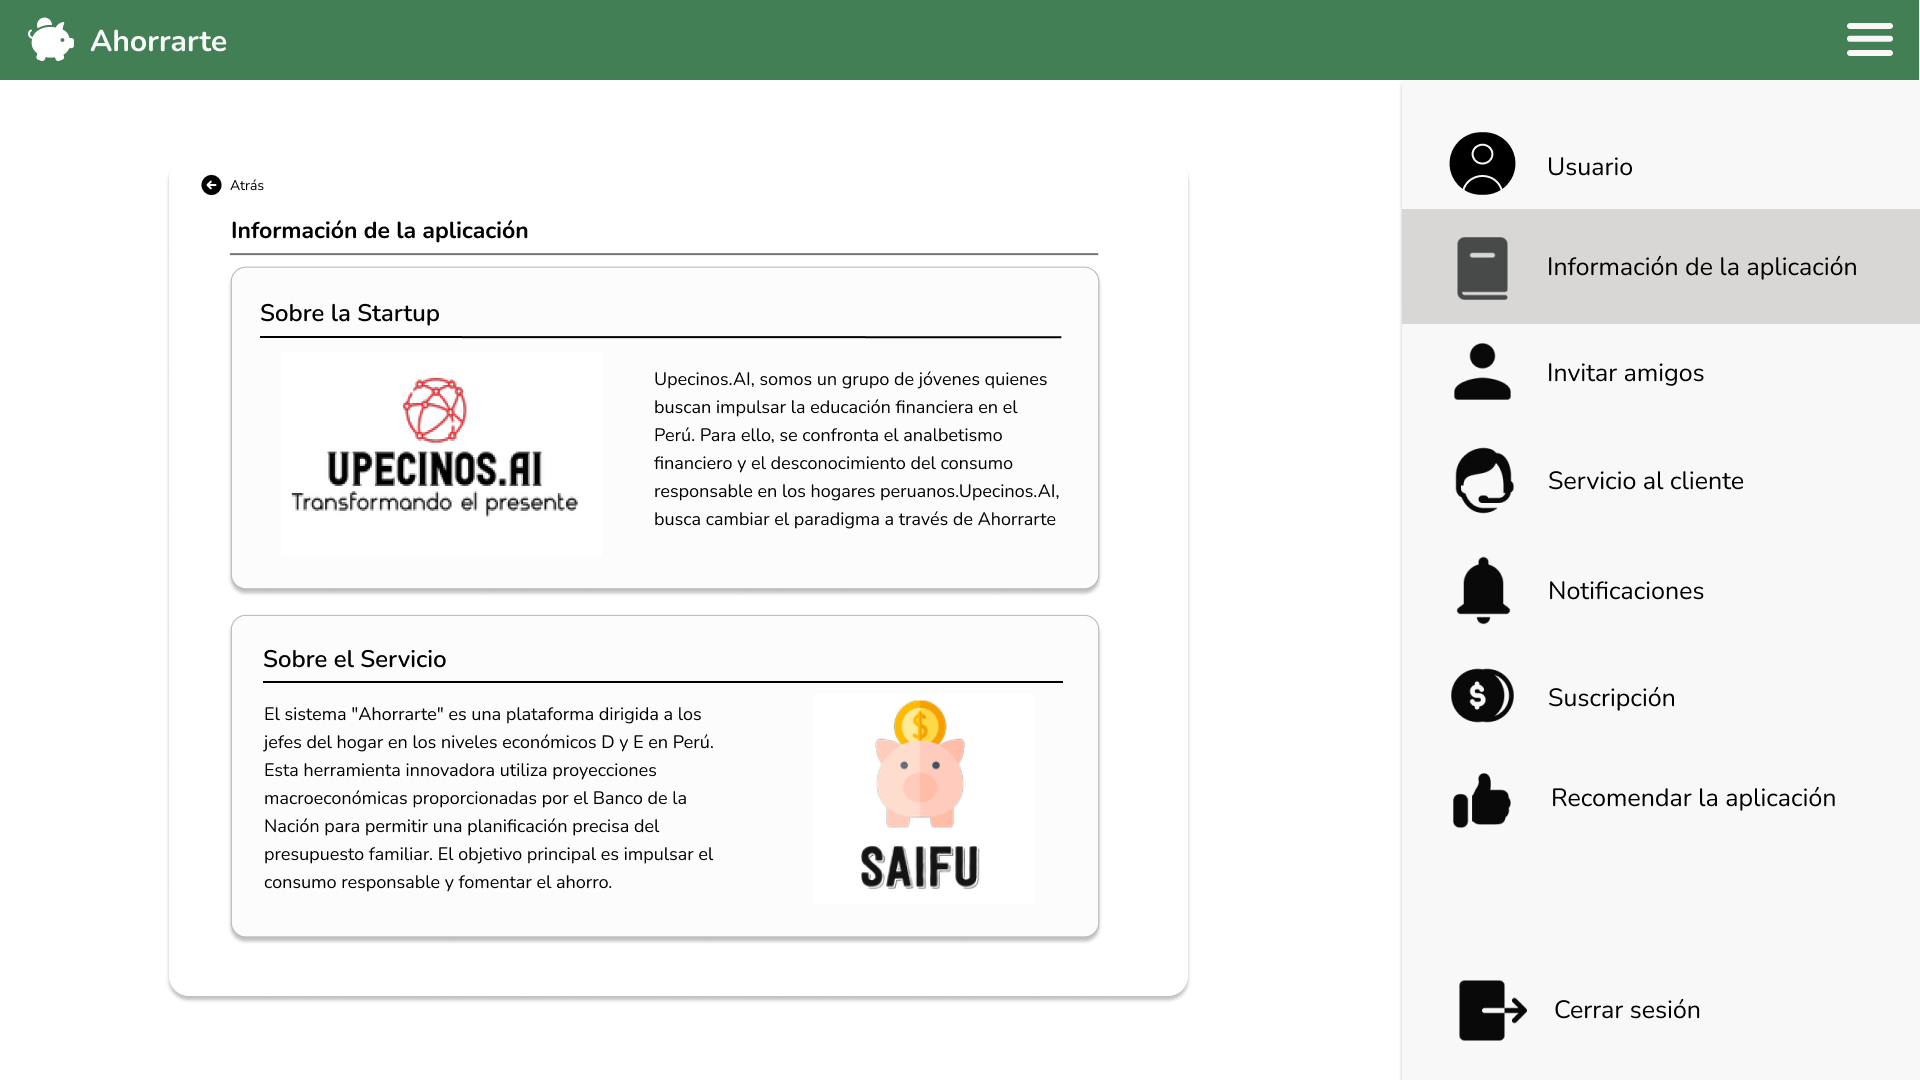 Ahorrarte
Atrás
Información de la aplicación
Sobre la Startup
UPECINOS.AI
Transformando el presente
Upecinos.AI, somos un grupo de jóvenes quienes
buscan impulsar la educación financiera en el
Perú. Para ello, se confronta el analbetismo
financiero y el desconocimiento del consumo
responsable en los hogares peruanos.Upecinos.AI,
busca cambiar el paradigma a través de Ahorrarte
Sobre el Servicio
El sistema "Ahorrarte" es una plataforma dirigida a los
jefes del hogar en los niveles económicos D y E en Perú.
Esta herramienta innovadora utiliza proyecciones
macroeconómicas proporcionadas por el Banco de la
Nación para permitir una planificación precisa del
presupuesto familiar. El objetivo principal es impulsar el
consumo responsable y fomentar el ahorro.
$
SAIFU
Usuario
Información de la aplicación
Invitar amigos
Servicio al cliente
Notificaciones
$
Suscripción
Recomendar la aplicación
Cerrar sesión